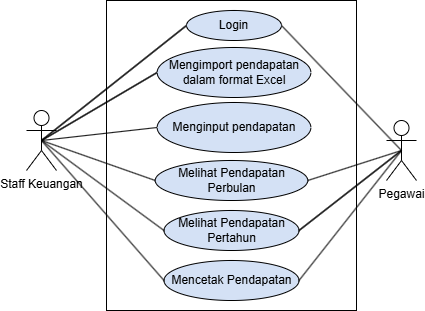 Login
Mengimport pendapatan
dalam format Excel
Menginput pendapatan
Staff Keuangan
Melihat Pendapatan
Perbulan
Pegawai
Melihat Pendapatan
Pertahun
Mencetak Pendapatan